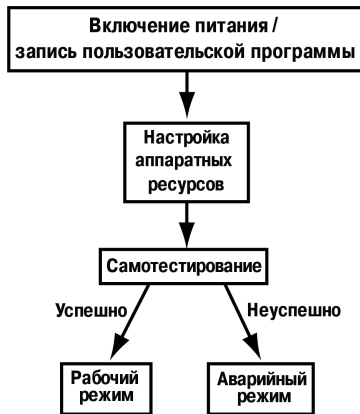 Включение питания /
запись пользовательской программы
Настройка
аппаратных
ресурсов
Самотестирование
Успешно
Неуспешно
Рабочий
режим
Аварийный
режим